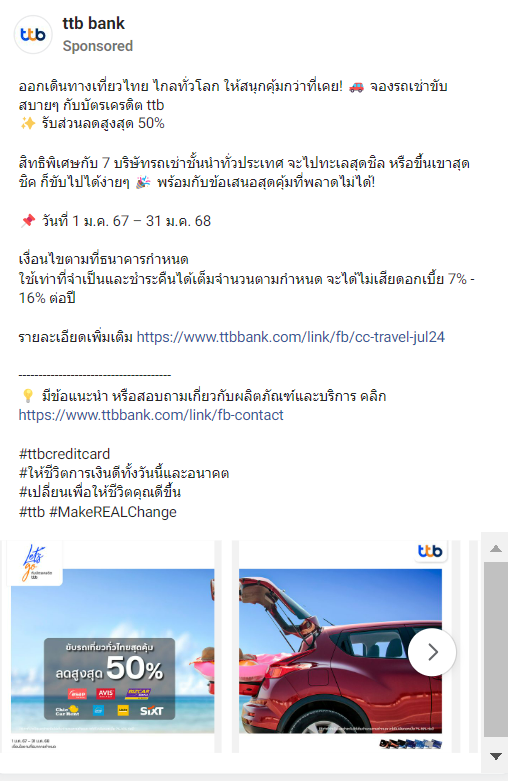 ttb
ttb bank
Sponsored
ออกเดินทางเที่ยวไทย ไกลทั่วโลก ให้สนุกคุ้มกว่าที่เคย! 🚗 จองรถเช่าขับ
สบายๆ กับบัตรเครดิต ttb
✨ รับส่วนลดสูงสุด 50%
สิทธิพิเศษกับ 7 บริษัทรถเช่าชั้นนำทั่วประเทศ จะไปทะเลสุดชิล หรือขึ้นเขาสุด
ชิค ก็ขับไปได้ง่ายๆ 🎉 พร้อมกับข้อเสนอสุดคุ้มที่พลาดไม่ได้!
📌 วันที่ 1 ม.ค. 67 – 31 ม.ค. 68
เงื่อนไขตามที่ธนาคารกำหนด
ใช้เท่าที่จำเป็นและชำระคืนได้เต็มจำนวนตามกำหนด จะได้ไม่เสียดอกเบี้ย 7% -
16% ต่อปี
รายละเอียดเพิ่มเติม https://www.ttbbank.com/link/fb/cc-travel-jul24
--------------------------------------
💡 มีข้อแนะนำ หรือสอบถามเกี่ยวกับผลิตภัณฑ์และบริการ คลิก
https://www.ttbbank.com/link/fb-contact
#ttbcreditcard
#ให้ชีวิตการเงินดีทั้งวันนี้และอนาคต
#เปลี่ยนเพื่อให้ชีวิตคุณดีขึ้น
#ttb #MakeREALChange
Let's
go
ttb
ttb
ขับรถเที่ยวทั่วไทยสุดคุ้ม
ลดสูงสุด 50%
AVIS
BUDCAR
Chic
Car Rent
SiXT
1 ม.ค. 67 - 31 ม.ค. 68